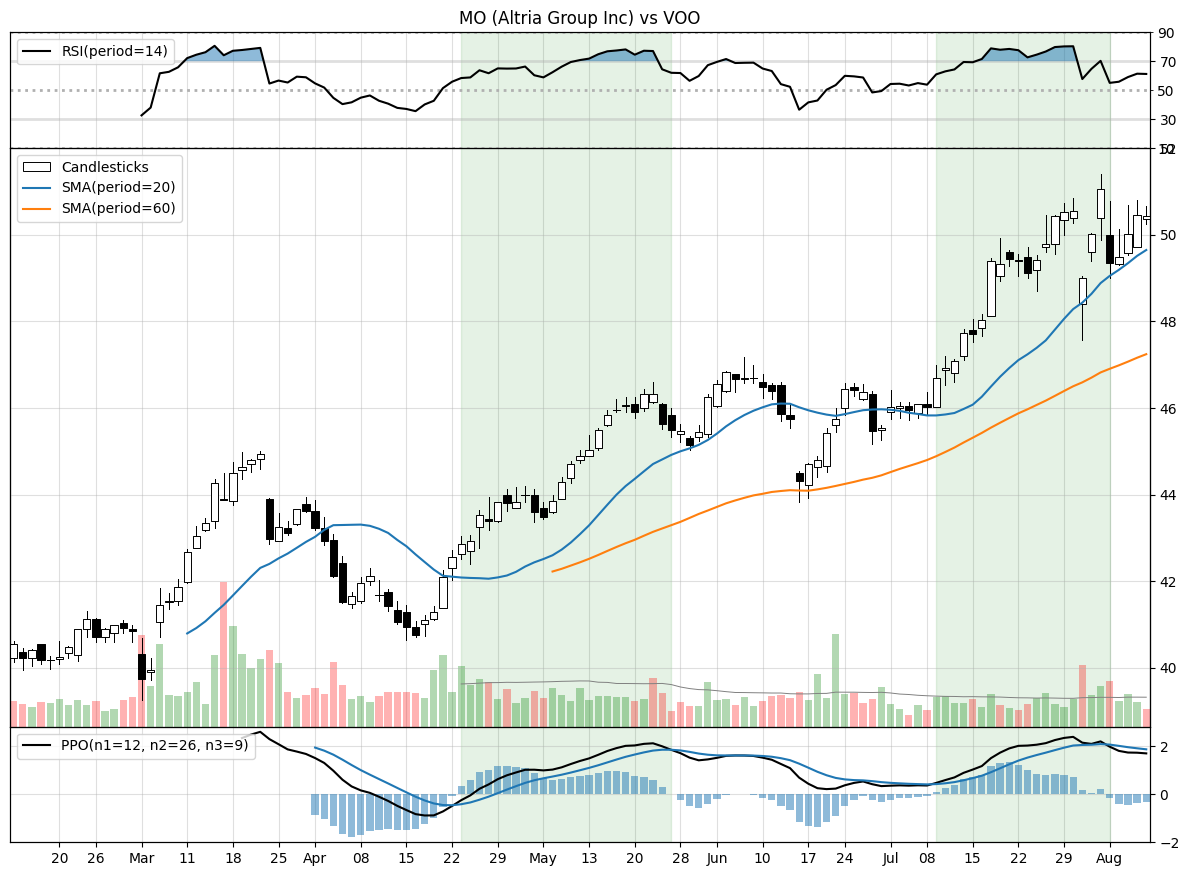 MO (Altria Group Inc) vs VOO
RSI(period=14)
90
70
50
30
10
52
Candlesticks
SMA(period=20)
SMA(period=60)
50
48
46
44
42
40
PPO(n1=12, n2=26, n3=9)
2
0
−2
20 26 Mar 11 18 25 Apr 08 15 22 29 May 13 20 28 Jun 10 17 24 Jul 08 15 22 29 Aug